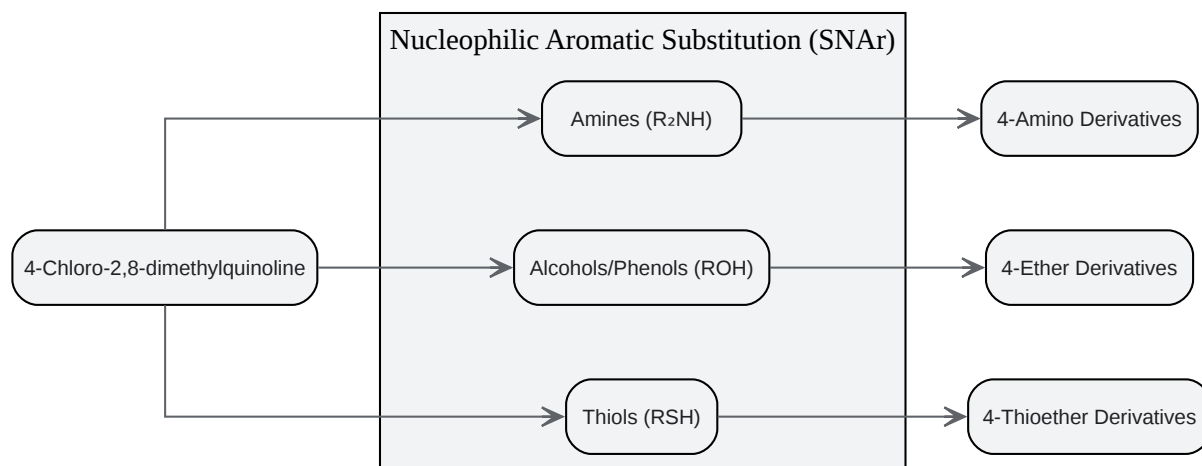 Nucleophilic Aromatic Substitution (SNAr)
Amines (R₂NH)
4-Amino Derivatives
4-Chloro-2,8-dimethylquinoline
Alcohols/Phenols (ROH)
4-Ether Derivatives
Thiols (RSH)
4-Thioether Derivatives